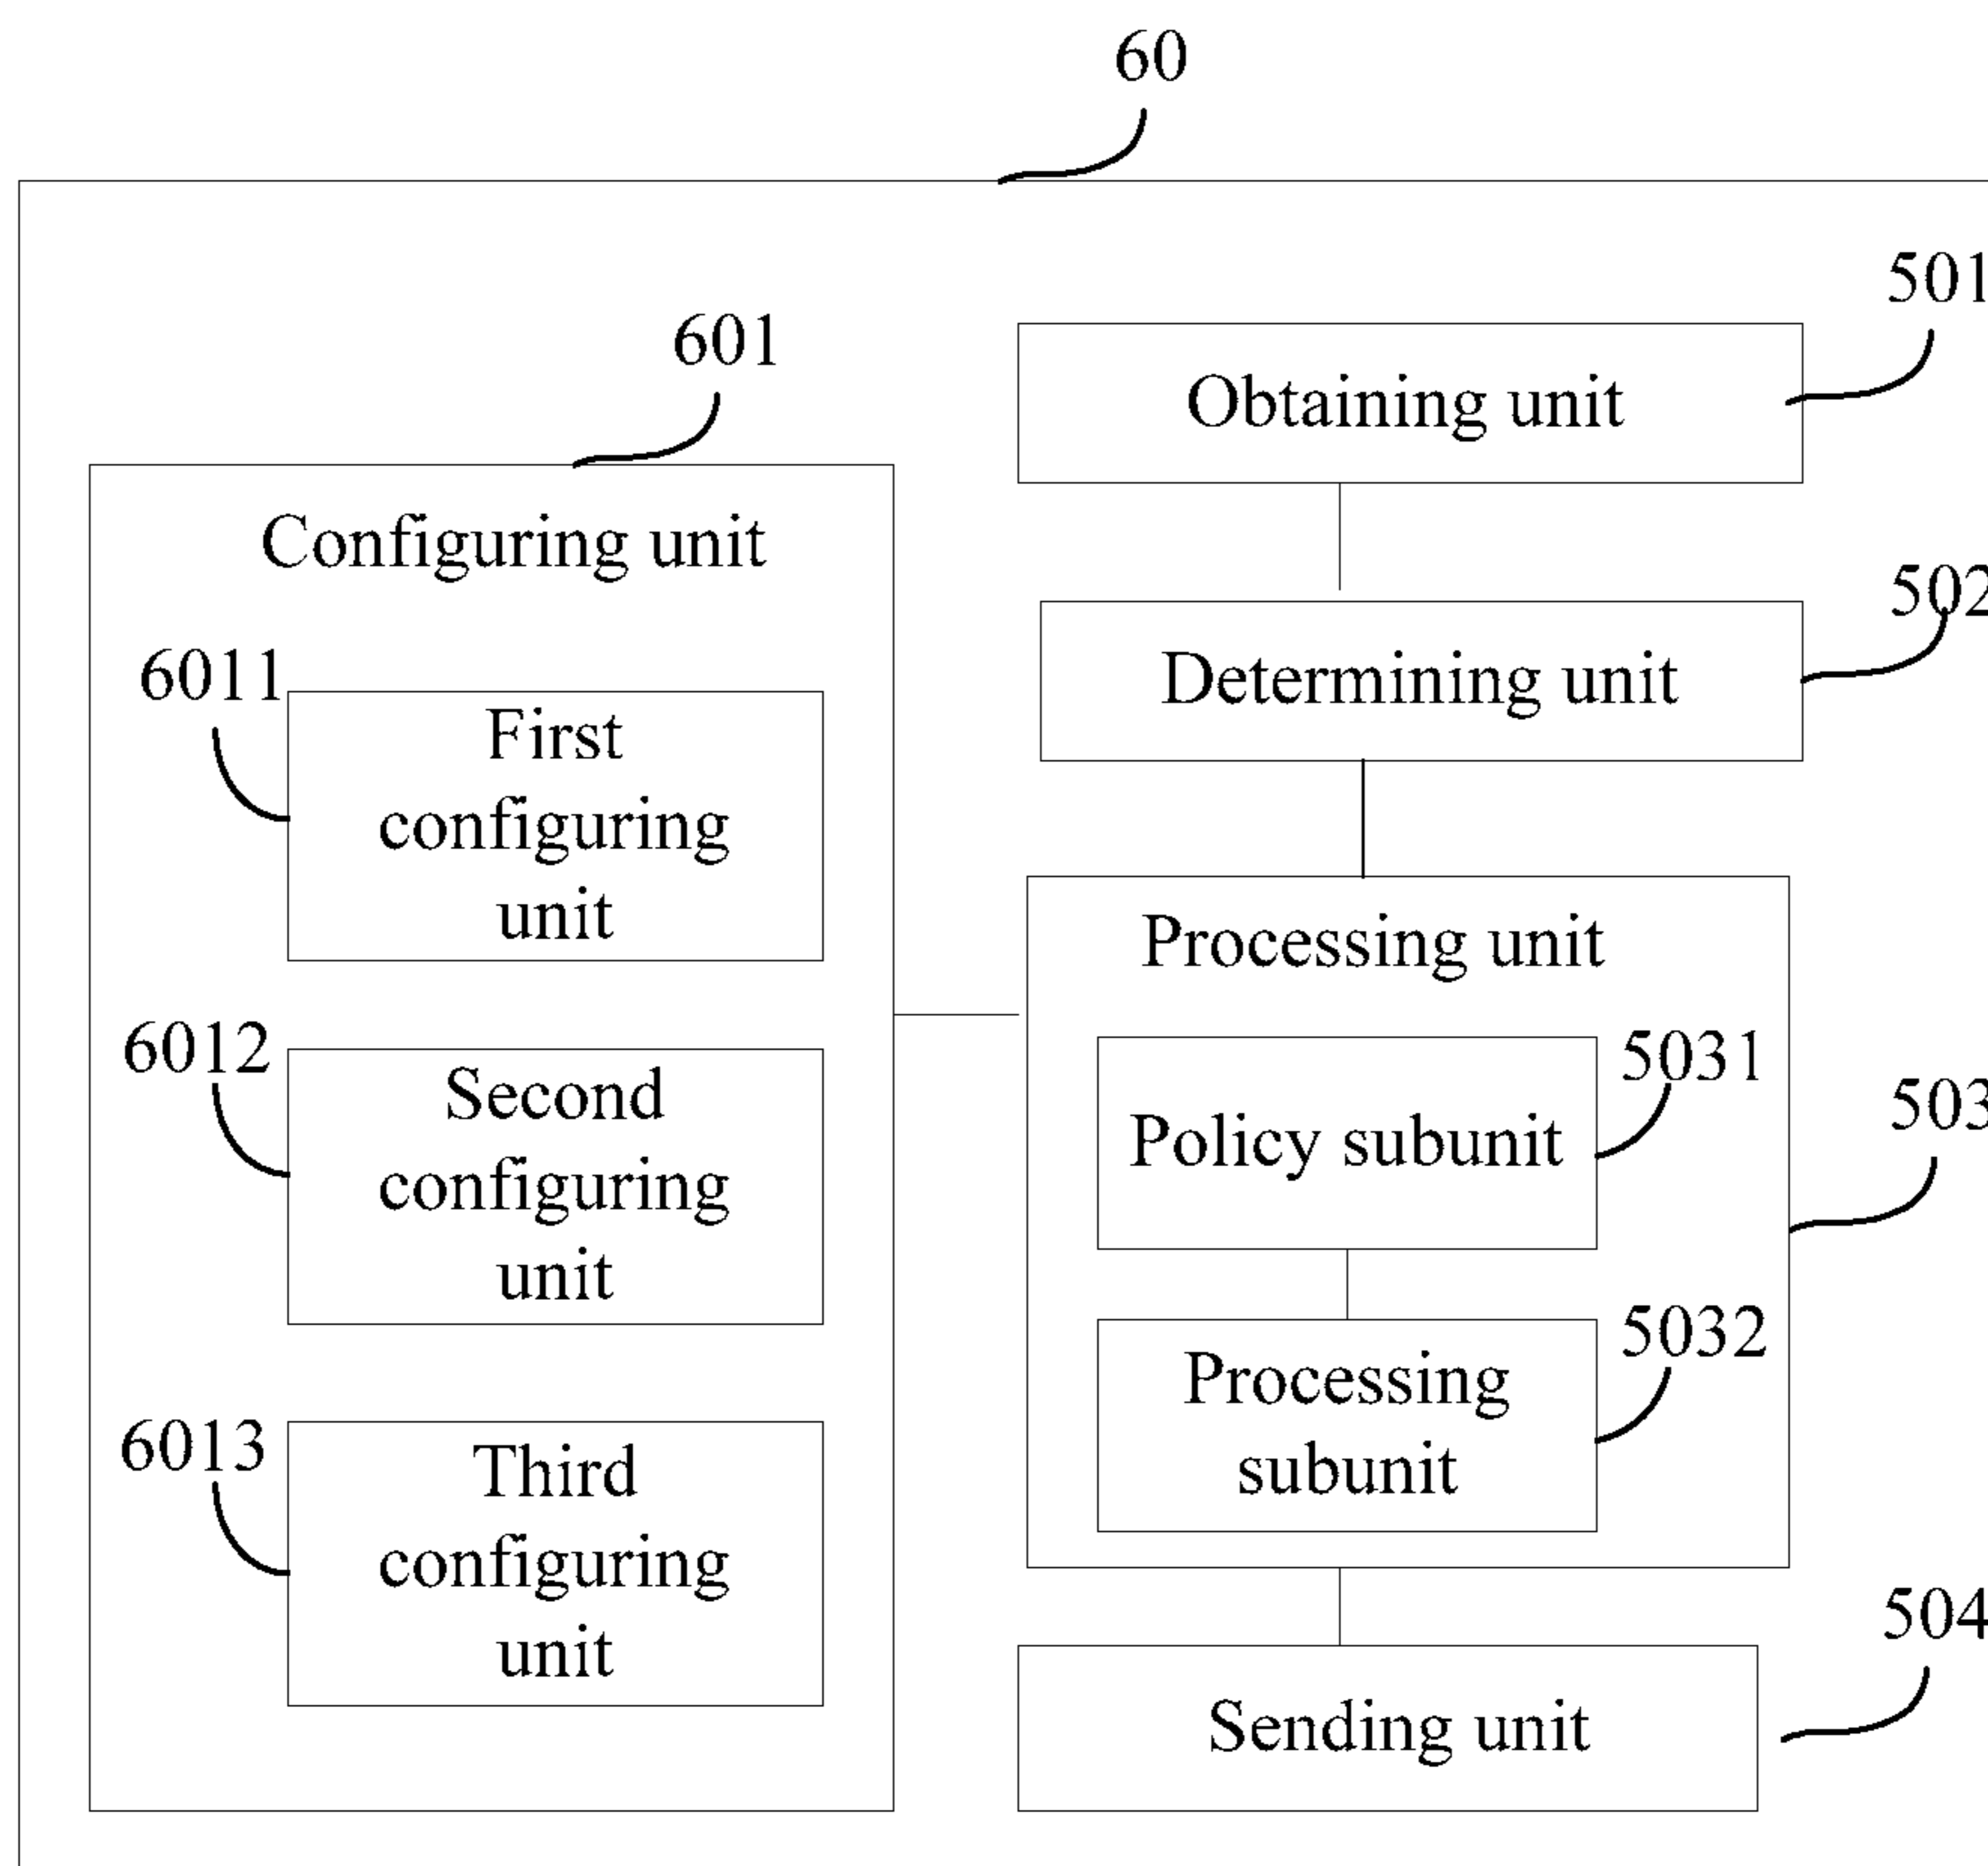 60
501
601
Obtaining unit
Configuring unit
502
Determining unit
6011
First
configuring
unit
Processing unit
6012
Second
configuring
unit
5031
Policy subunit
503
5032
Processing
subunit
6013
Third
configuring
unit
504
Sending unit